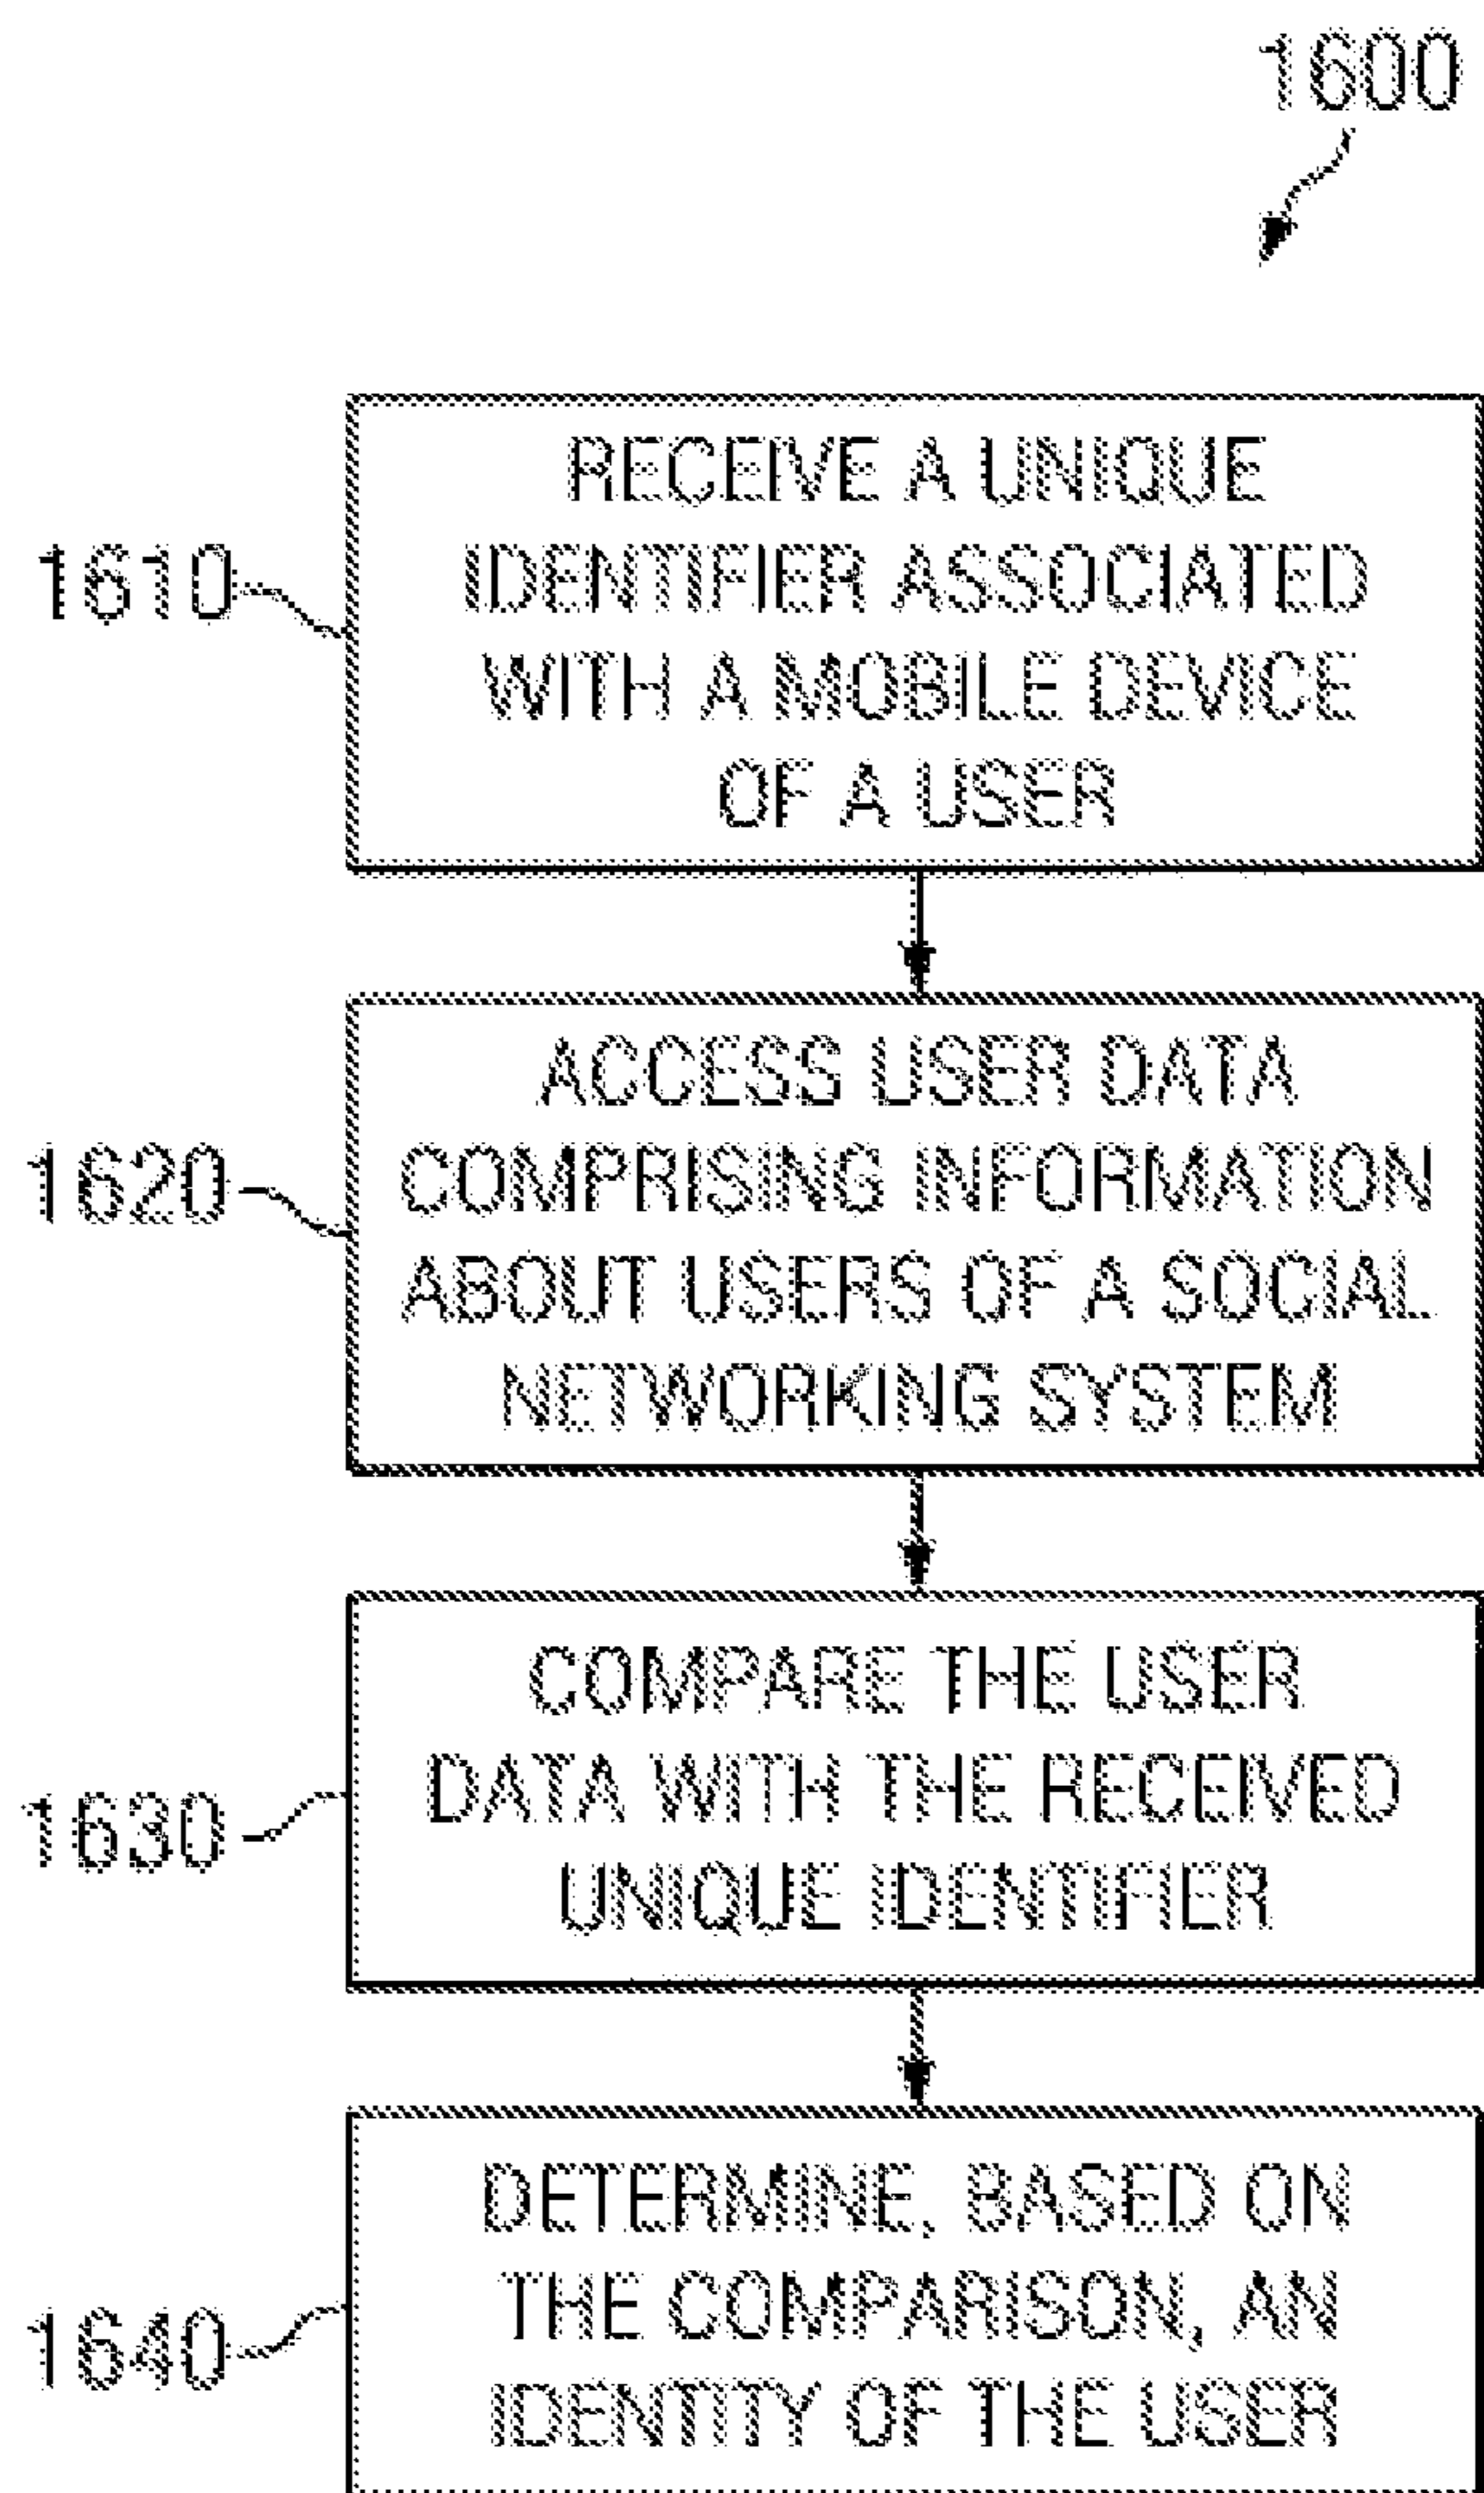 1600
1610
RECEIVE A UNIQUE
IDENTIFIER ASSOCIATED
WITH A MOBILE DEVICE
OF A USER
1620
ACCESS USER DATA
COMPRISING INFORMATION
ABOUT USERS OF A SOCIAL
NETWORKING SYSTEM
1630
COMPARE THE USER
DATA WITH THE RECEIVED
UNIQUE IDENTIFIER
1640
DETERMINE, BASED ON
THE COMPARISON, AN
IDENTITY OF THE USER